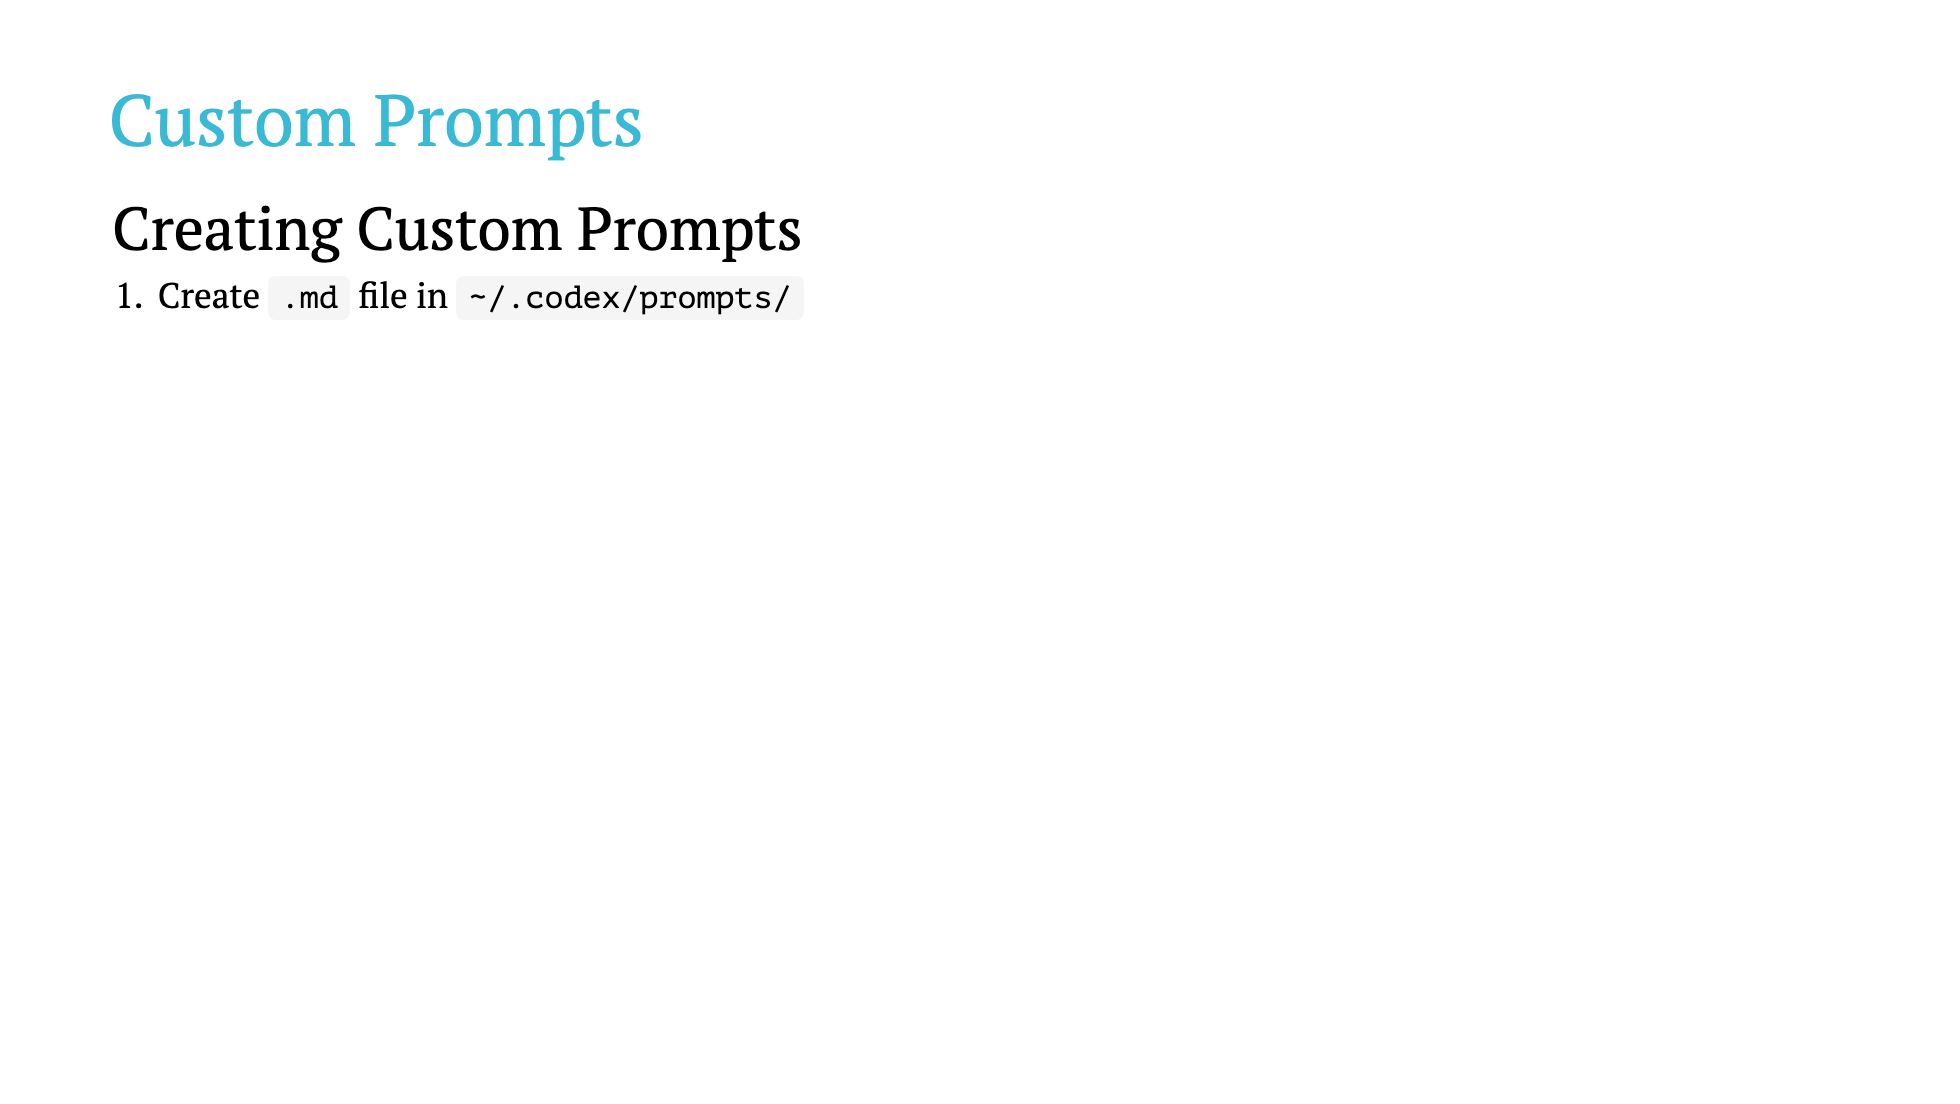 Custom Prompts
Creating Custom Prompts
1. Create .md file in ~/.codex/prompts/